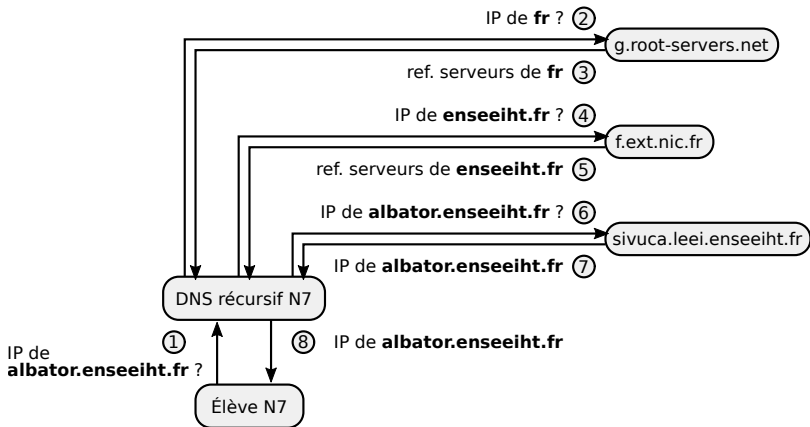 IP de fr ? 2
g.root-servers.net
ref. serveurs de fr 3
IP de enseeiht.fr ? 4
f.ext.nic.fr
ref. serveurs de enseeiht.fr 5
IP de albator.enseeiht.fr ? 6
sivuca.leei.enseeiht.fr
IP de albator.enseeiht.fr 7
DNS récursif N7
1
8 IP de albator.enseeiht.fr
IP de
albator.enseeiht.fr ?
Élève N7